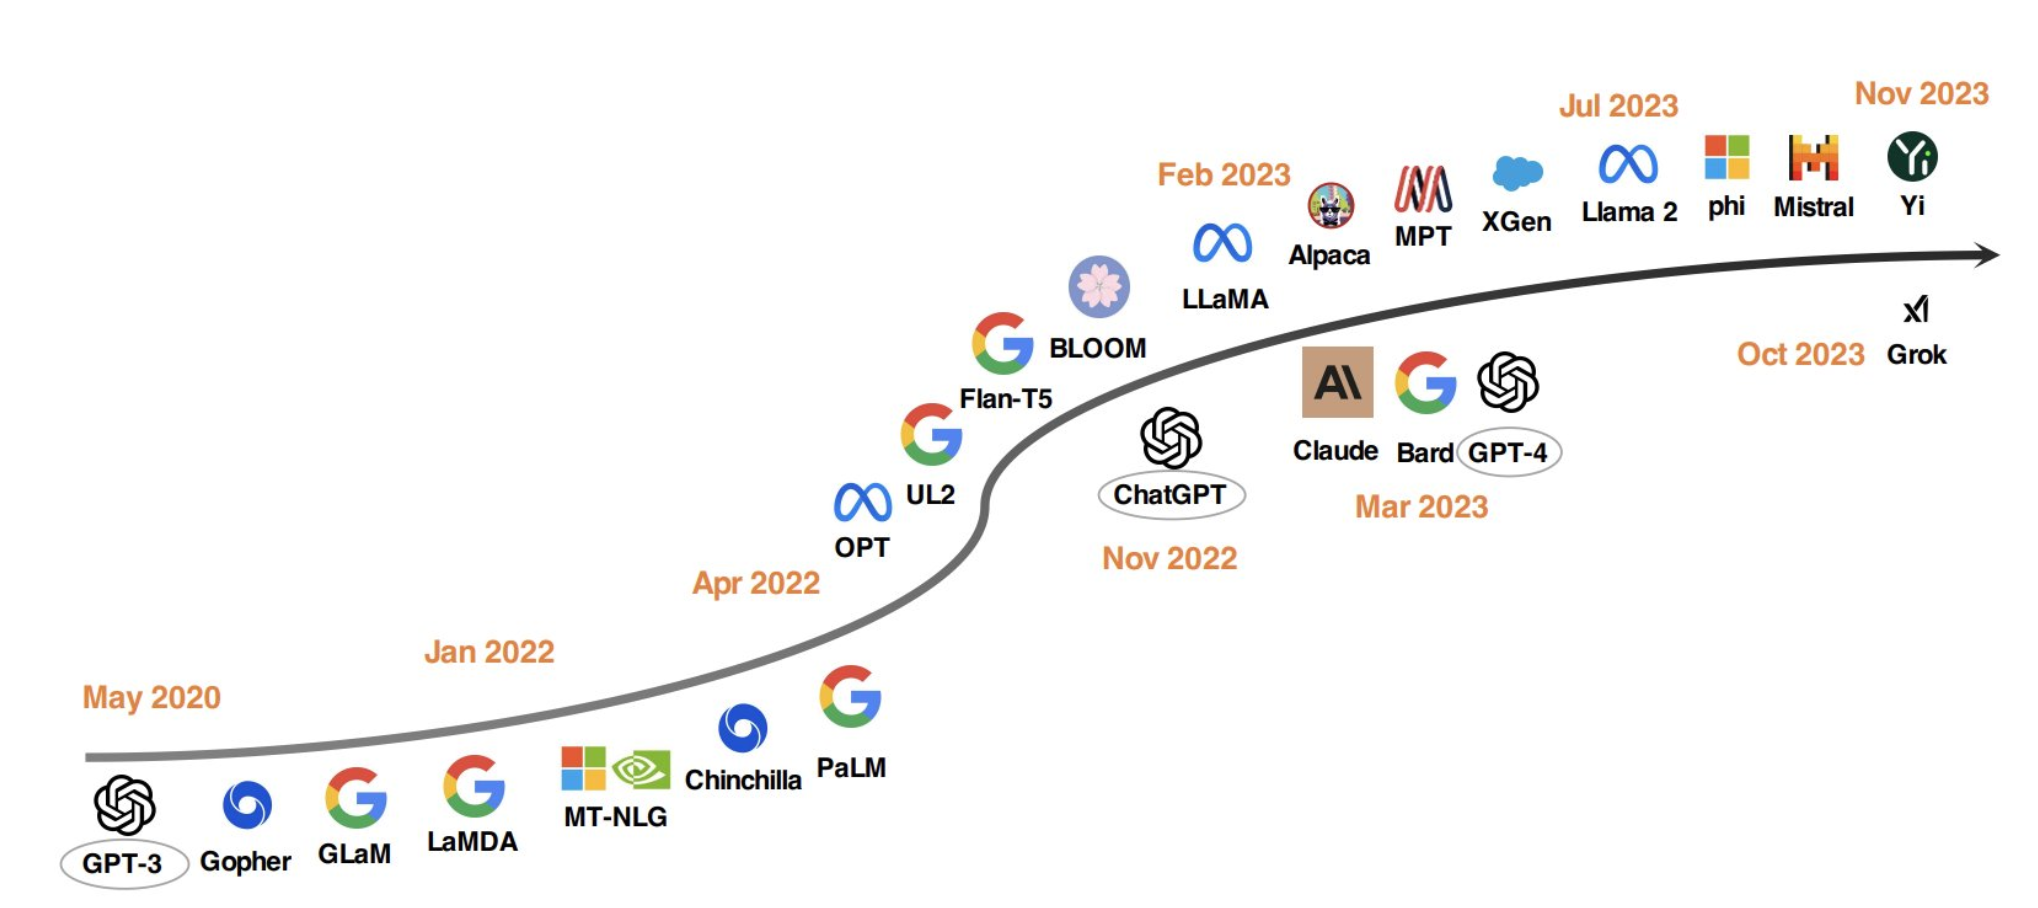 Nov 2023
Jul 2023
Feb 2023
Alpaca
MPT
XGen
Llama 2
phi
Mistral
Yi
LLaMA
BLOOM
Flan-T5
UL2
OPT
Apr 2022
Jan 2022
May 2020
GPT-3
Gopher
GLaM
LaMDA
MT-NLG
Chinchilla
PaLM
ChatGPT
Nov 2022
Claude
Bard
GPT-4
Mar 2023
Oct 2023
Grok